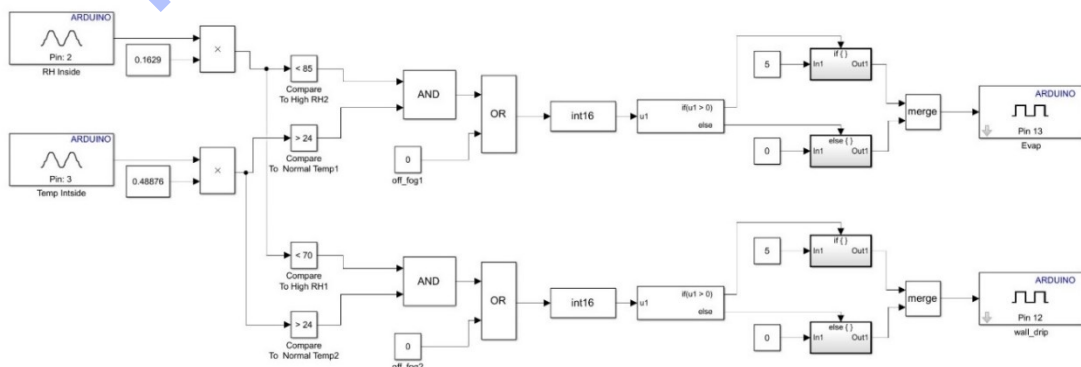 ARDUINO
Pin: 2
RH Inside
0.1629
×
ARDUINO
Pin: 3
Temp Intside
0.48876
×
< 85
Compare
To High RH2
> 24
Compare
To Normal Temp1
AND
0
off_fog1
OR
int16
u1
if(u1 > 0)
else
5
if { }
In1
Out1
0
else { }
In1
Out1
merge
ARDUINO
Pin 13
Evap
< 70
Compare
To High RH1
> 24
Compare
To Normal Temp2
AND
0
off_fog2
OR
int16
u1
if(u1 > 0)
else
5
if { }
In1
Out1
0
else { }
In1
Out1
merge
ARDUINO
Pin 12
wall_drip